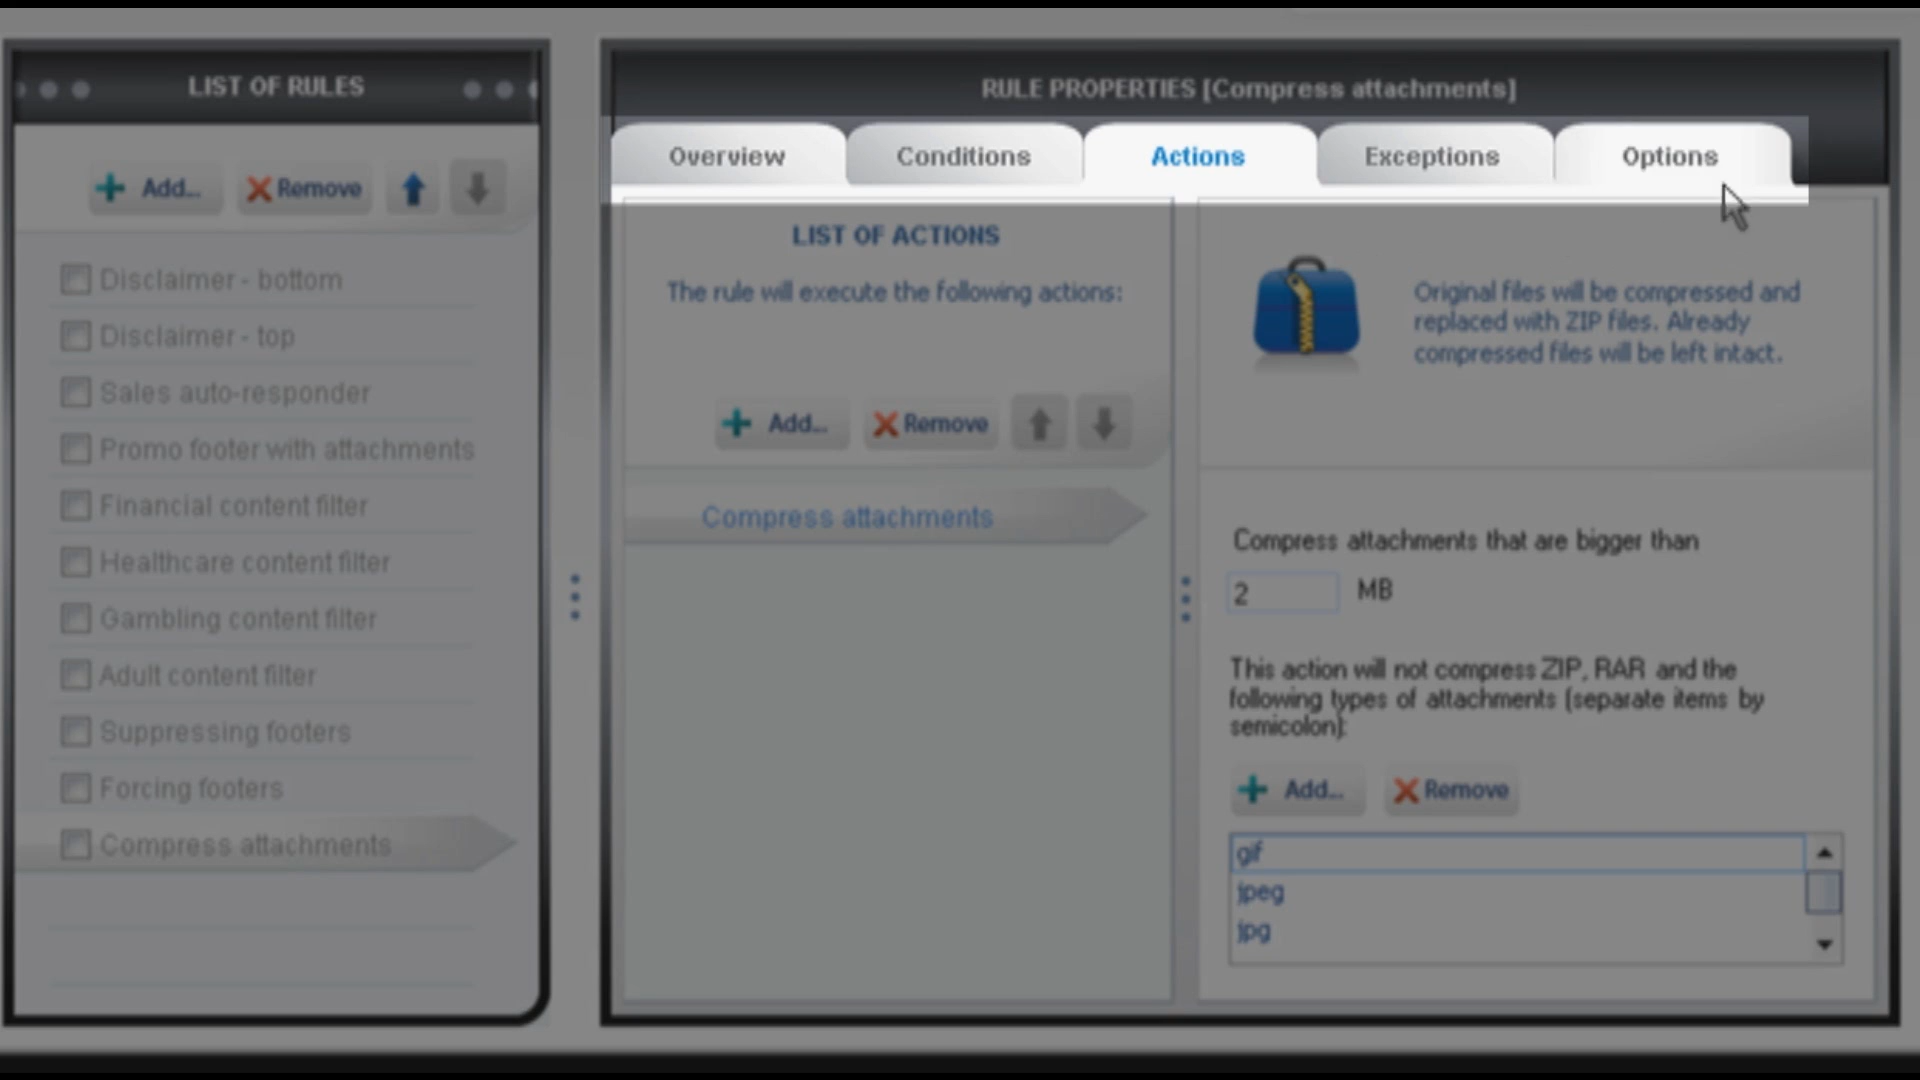 LIST OF RULES
Add...
Remove
Disclaimer - bottom
Disclaimer - top
Sales auto-responder
Promo footer with attachments
Financial content filter
Healthcare content filter
Gambling content filter
Adult content filter
Suppressing footers
Forcing footers
Compress attachments
RULE PROPERTIES [Compress attachments]
Overview
Conditions
Actions
Exceptions
Options
LIST OF ACTIONS
The rule will execute the following actions:
Add...
Remove
Compress attachments
Original files will be compressed and
replaced with ZIP files. Already
compressed files will be left intact.
Compress attachments that are bigger than
2 MB
This action will not compress ZIP, RAR and the
following types of attachments (separate items by
semicolon):
Add...
Remove
gif
jpeg
jpg